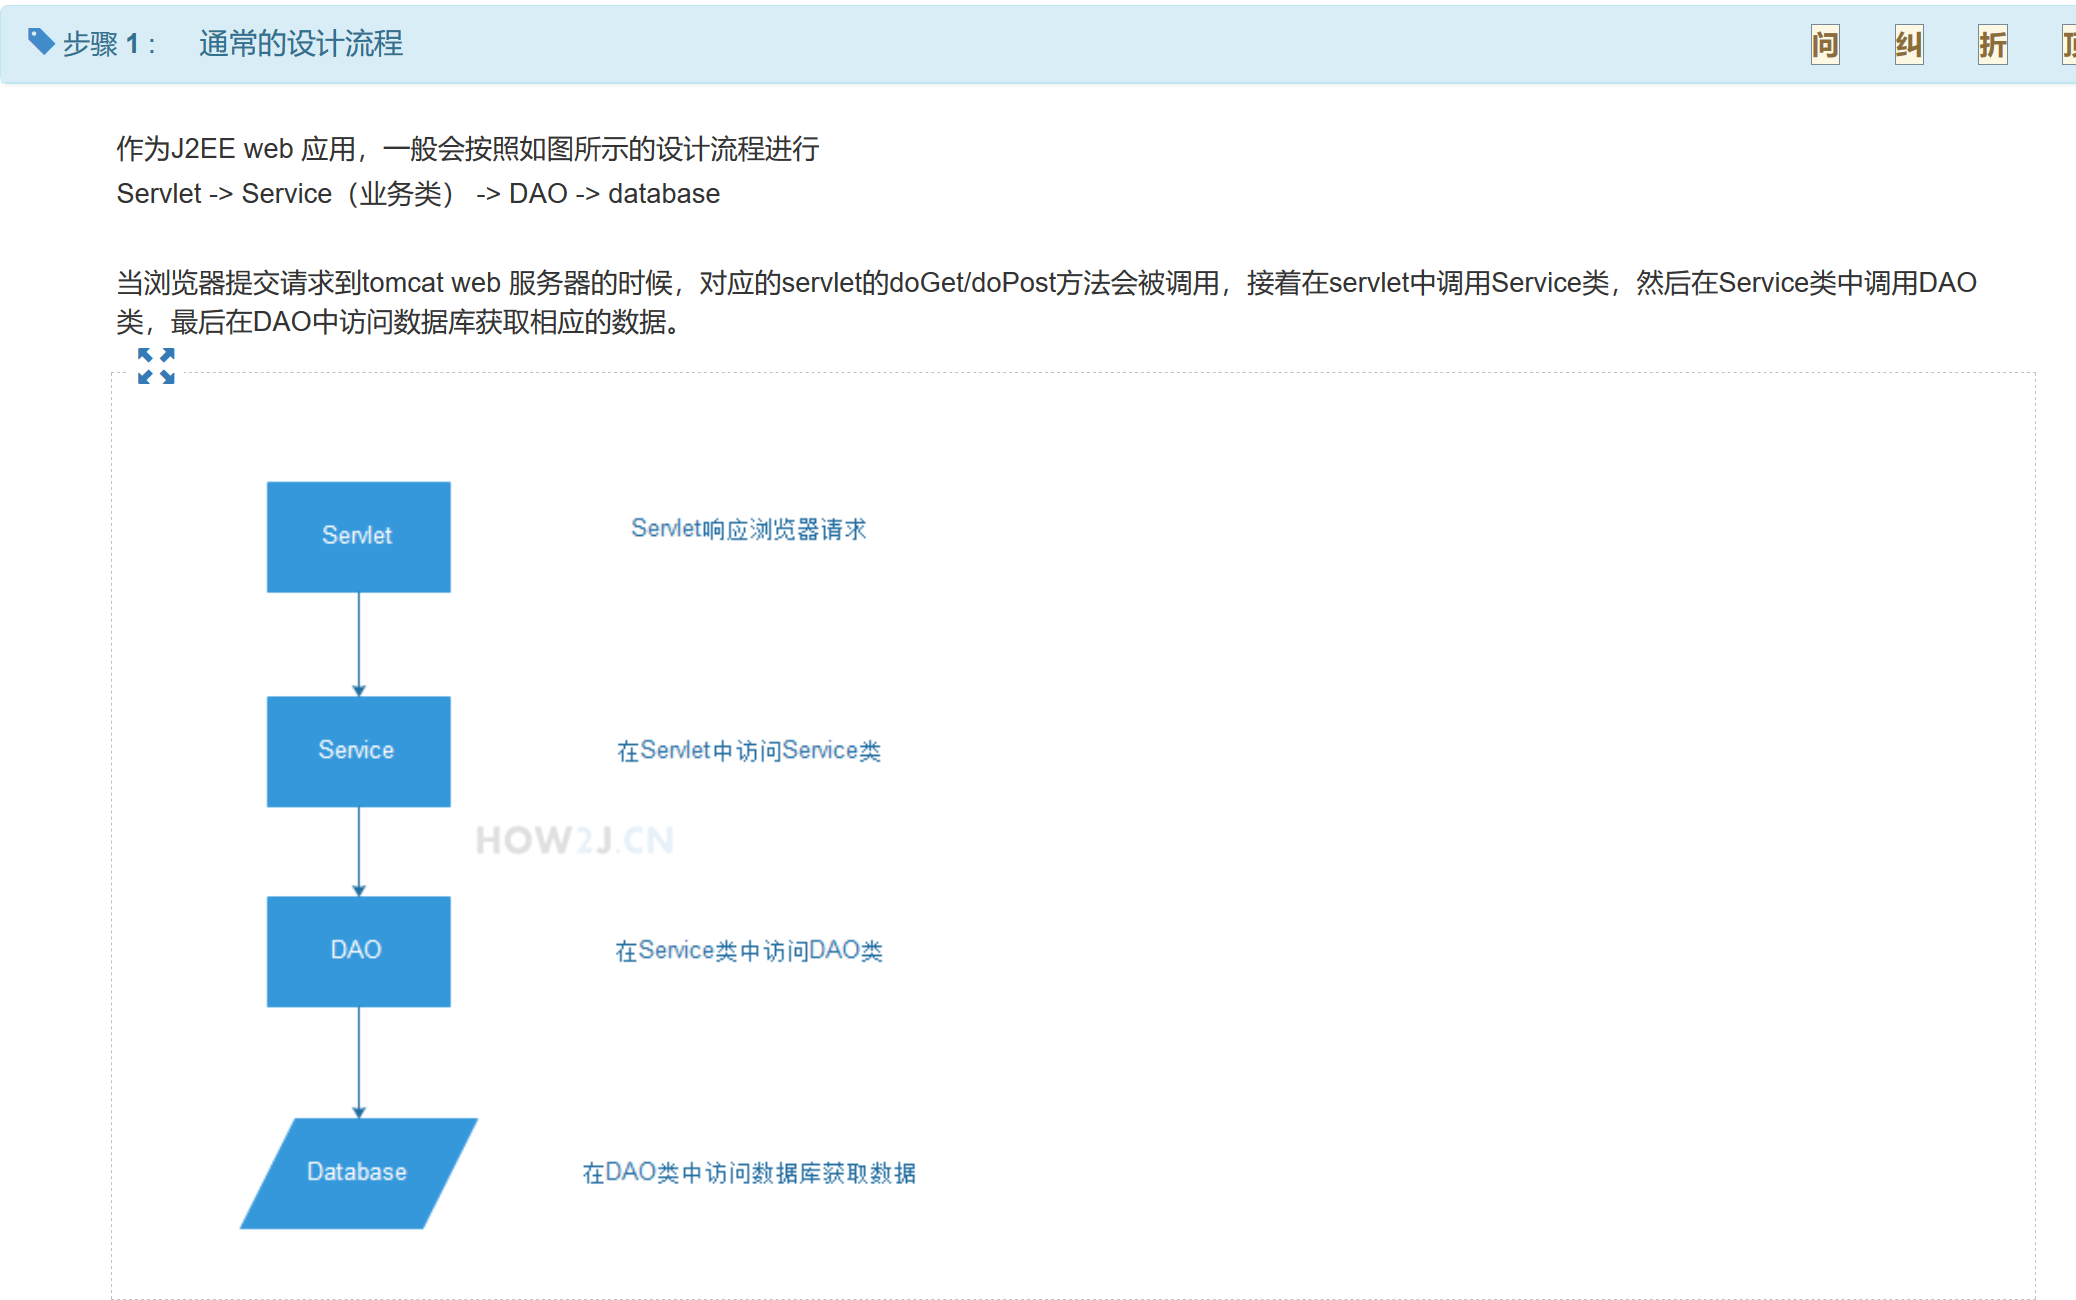 步骤 1 : 通常的设计流程 问 纠 折
作为J2EE web 应用，一般会按照如图所示的设计流程进行
Servlet -> Service（业务类） -> DAO -> database
当浏览器提交请求到tomcat web 服务器的时候，对应的servlet的doGet/doPost方法会被调用，接着在servlet中调用Service类，然后在Service类中调用DAO
类，最后在DAO中访问数据库获取相应的数据。
Servlet Servlet响应浏览器请求
Service 在Servlet中访问Service类
HOW2J.CN
DAO 在Service类中访问DAO类
Database 在DAO类中访问数据库获取数据